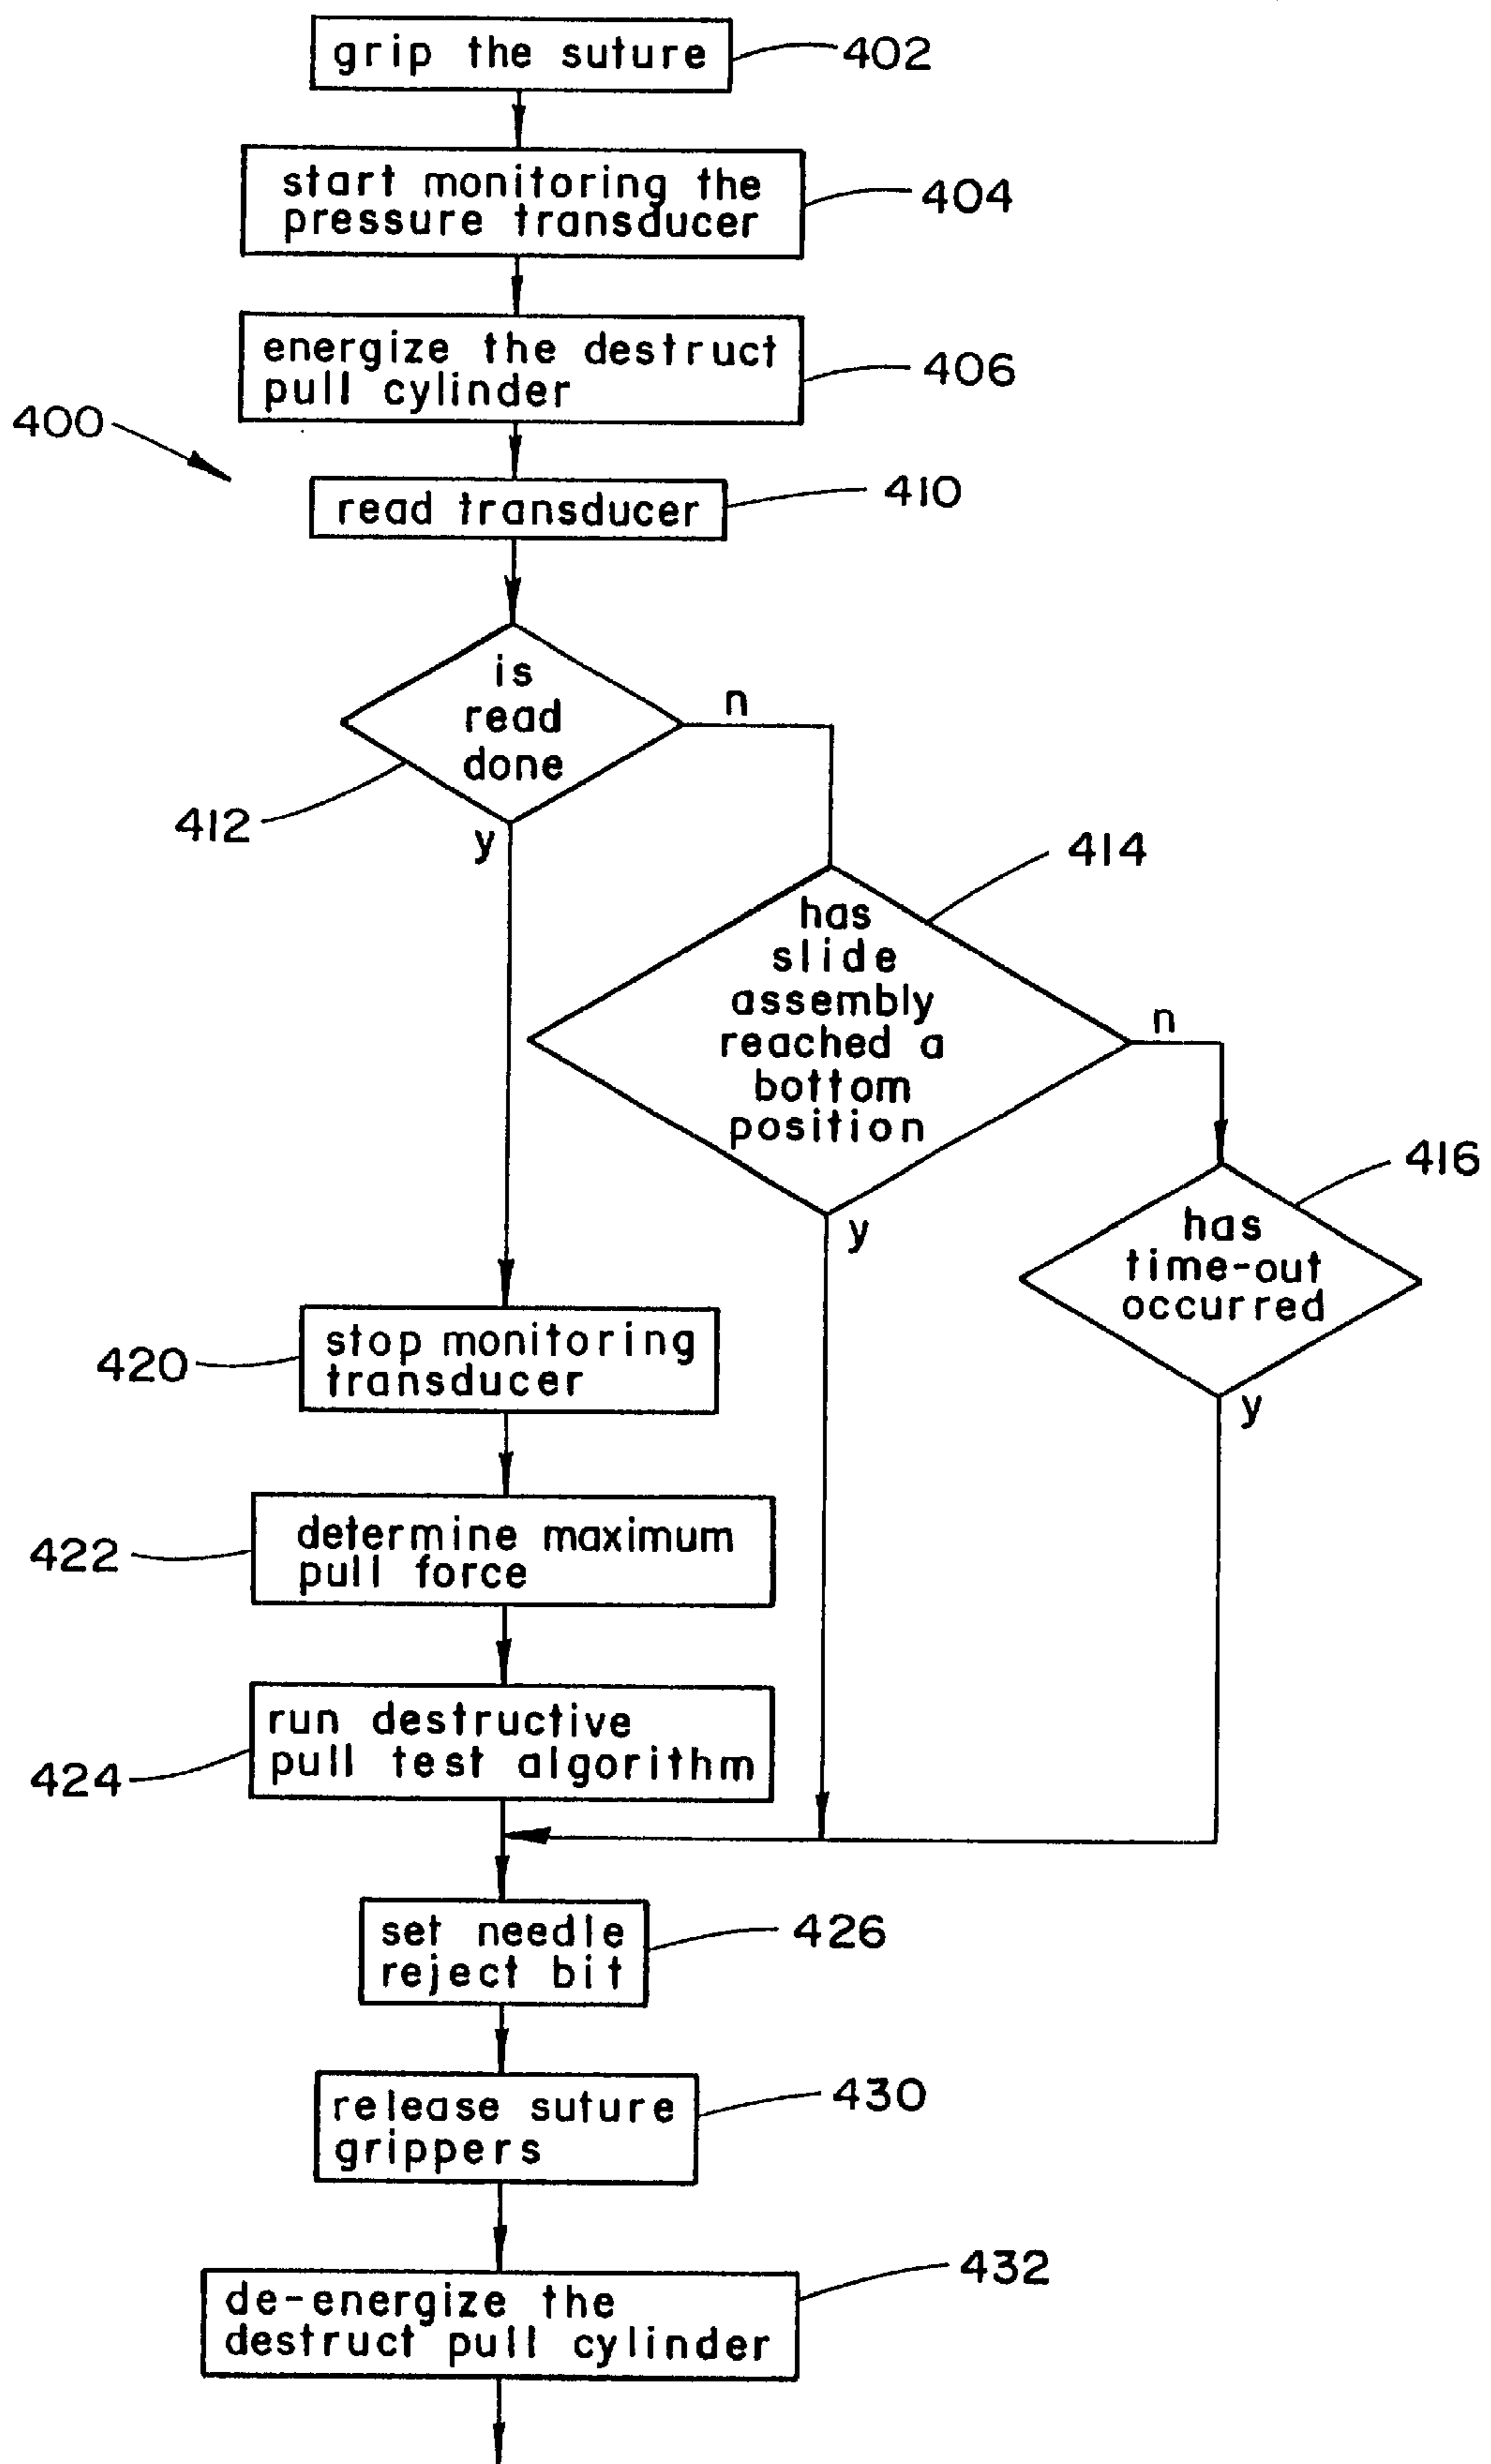 grip the suture
402
start monitoring the
pressure transducer
404
energize the destruct
pull cylinder
406
400
read transducer
410
is
read
done
n
412
y
414
has
slide
assembly
reached a
bottom
position
n
y
416
has
time-out
occurred
y
420
stop monitoring
transducer
422
determine maximum
pull force
424
run destructive
pull test algorithm
set needle
reject bit
426
release suture
grippers
430
de-energize the
destruct pull cylinder
432